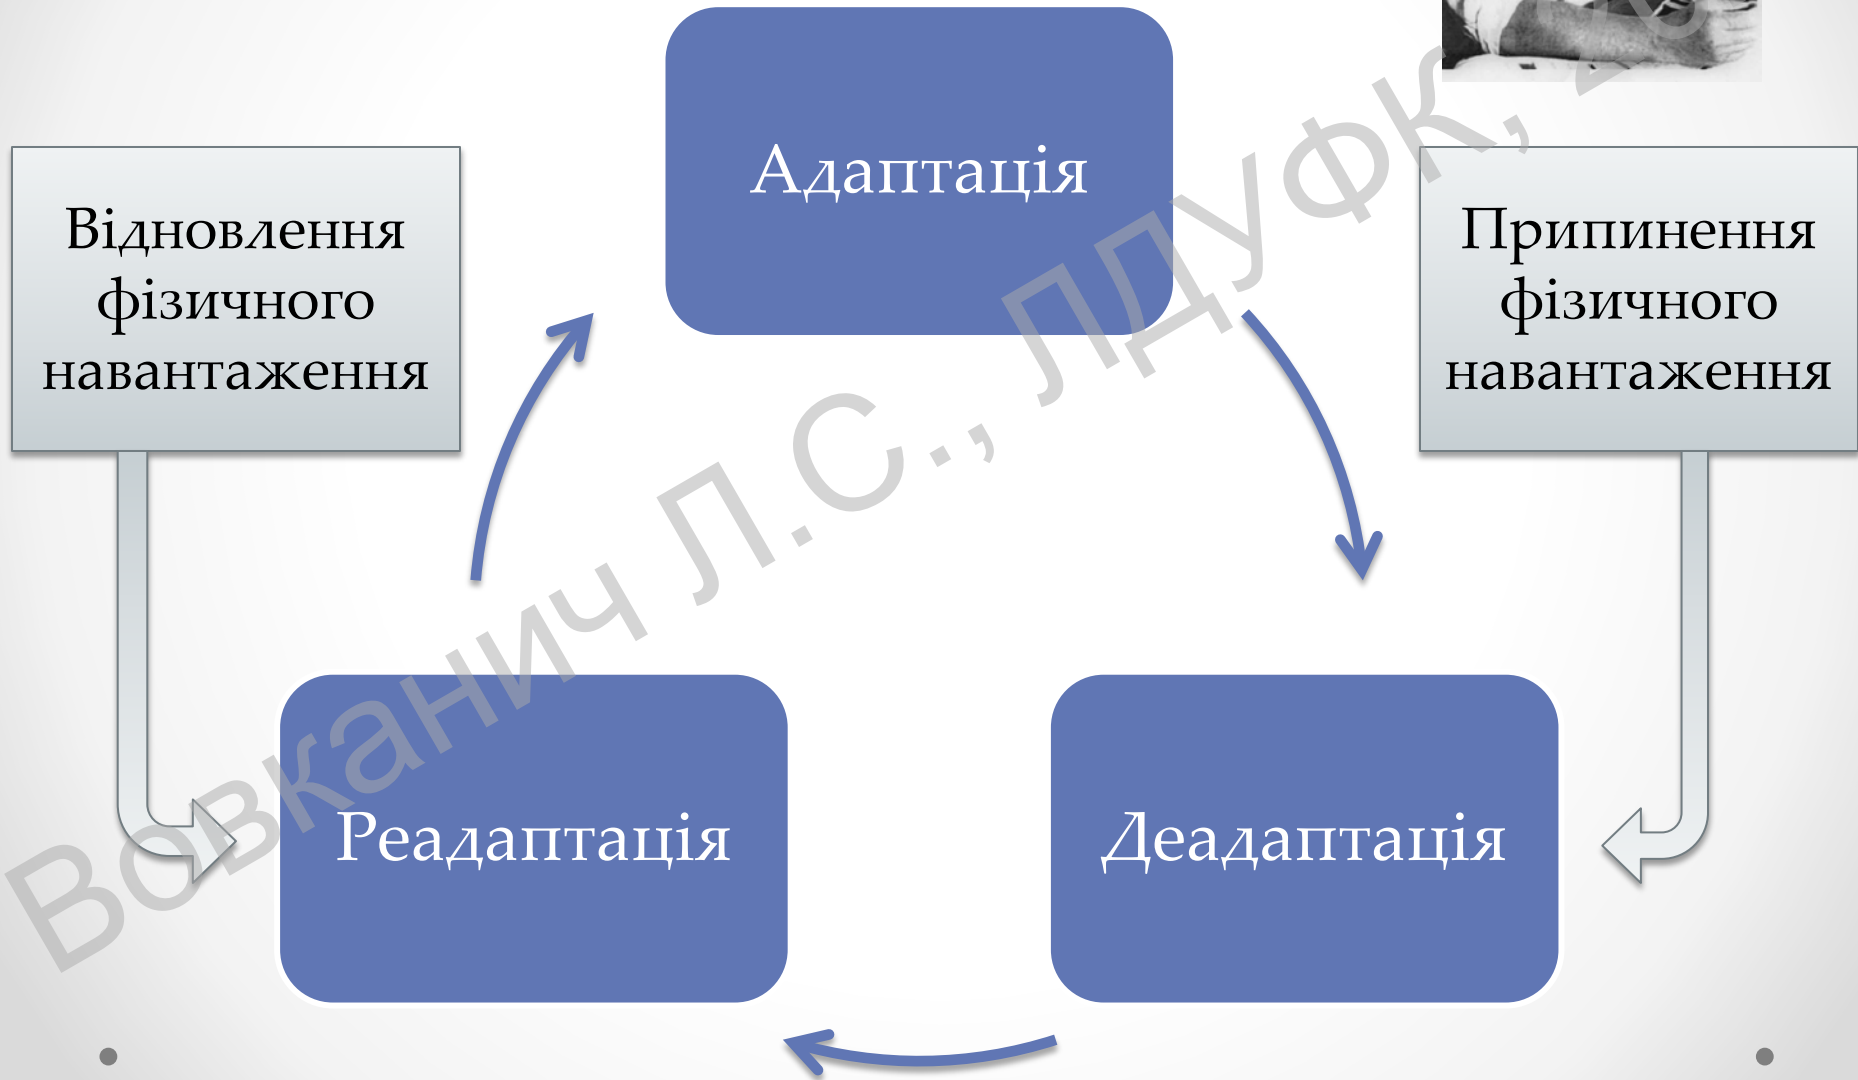 Адаптація
Відновлення
фізичного
навантаження
Припинення
фізичного
навантаження
Реадаптація
Деадаптація
Вовканич Л.С., ЛДУФК,